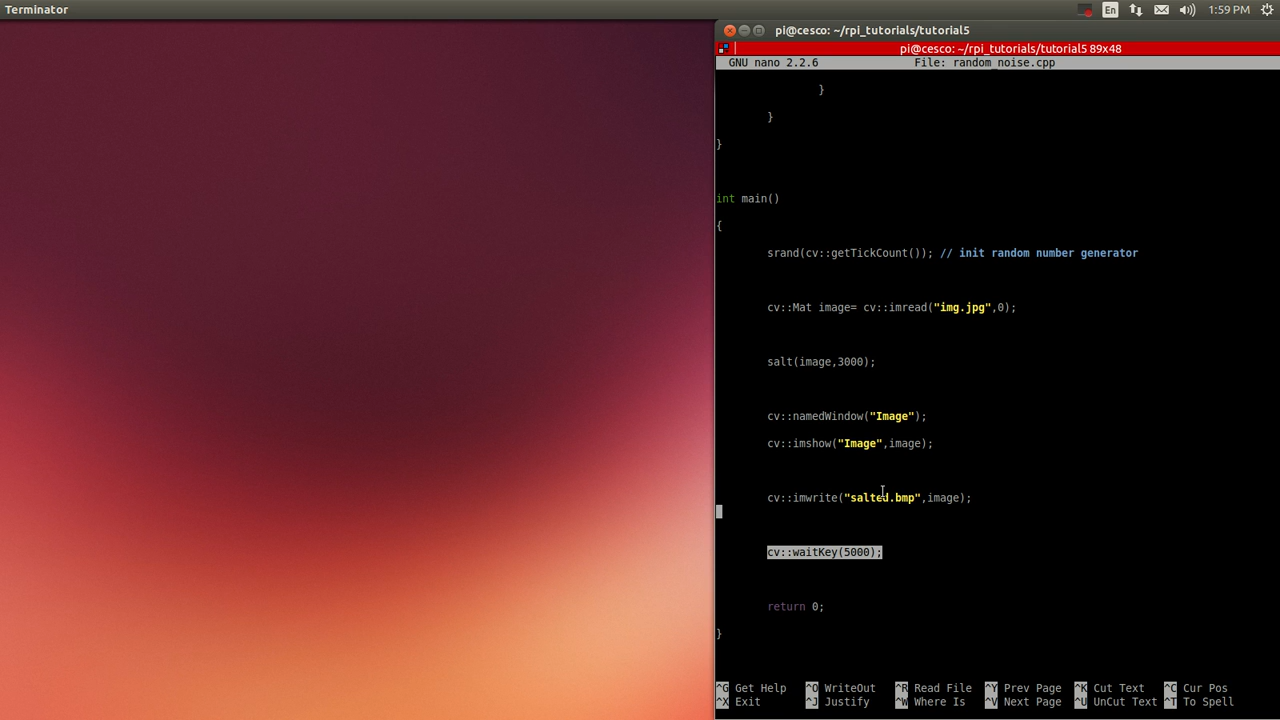 Terminator
En
1:59 PM
pi@cesco: ~/rpi_tutorials/tutorial5
pi@cesco: ~/rpi_tutorials/tutorial5 89x48
GNU nano 2.2.6 File: random_noise.cpp
}
}
}
int main()
{
srand(cv::getTickCount()); // init random number generator
cv::Mat image= cv::imread("img.jpg",0);
salt(image,3000);
cv::namedWindow("Image");
cv::imshow("Image",image);
cv::imwrite("salted.bmp",image);
cv::waitKey(5000);
return 0;
}
^G Get Help ^O WriteOut ^R Read File ^Y Prev Page ^K Cut Text ^C Cur Pos
^X Exit ^J Justify ^W Where Is ^V Next Page ^U UnCut Text ^T To Spell